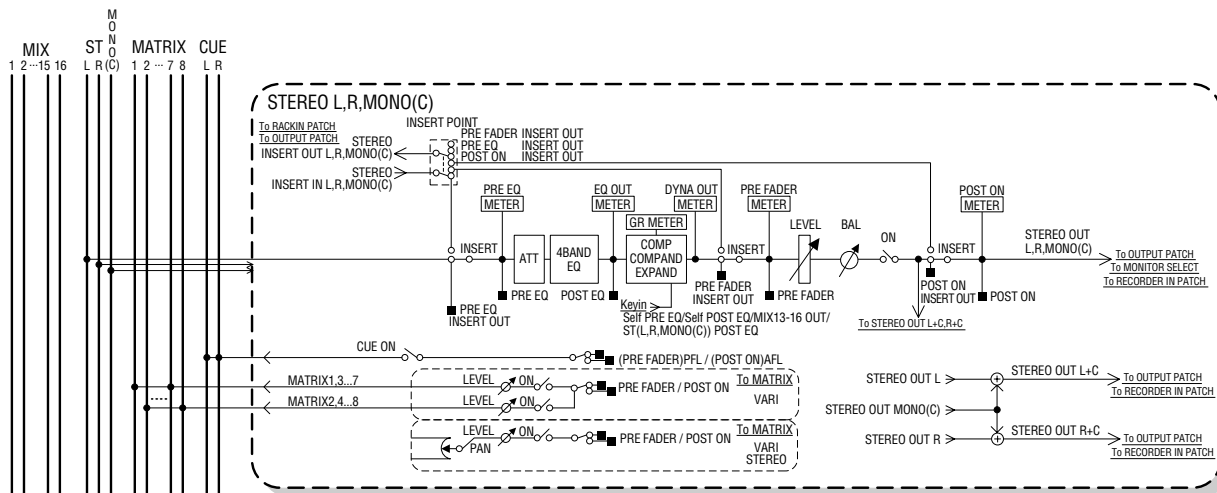 MIX
1 2 ··· 15 16
ST
L R
MONO(C)
MATRIX
1 2 ··· 7 8
CUE
L R
STEREO L,R,MONO(C)
To RACKIN PATCH
To OUTPUT PATCH
STEREO
INSERT OUT L,R,MONO(C)
STEREO
INSERT IN L,R,MONO(C)
INSERT POINT
PRE FADER INSERT OUT
PRE EQ INSERT OUT
POST ON INSERT OUT
PRE EQ
METER
EQ OUT
METER
GR METER
DYNA OUT
METER
PRE FADER
METER
POST ON
METER
INSERT
ATT
4BAND
EQ
COMP
COMPAND
EXPAND
INSERT
LEVEL
BAL
ON
INSERT
STEREO OUT
L,R,MONO(C)
To OUTPUT PATCH
To MONITOR SELECT
To RECORDER IN PATCH
PRE EQ
INSERT OUT
PRE EQ
POST EQ
Keyin
Self PRE EQ/Self POST EQ/MIX13-16 OUT/
ST(L,R,MONO(C)) POST EQ
PRE FADER
INSERT OUT
PRE FADER
POST ON
INSERT OUT
POST ON
To STEREO OUT L+C,R+C
CUE ON
(PRE FADER)PFL / (POST ON)AFL
MATRIX1,3...7
LEVEL
ON
PRE FADER / POST ON
To MATRIX
VARI
MATRIX2,4...8
LEVEL
ON
LEVEL
PAN
ON
PRE FADER / POST ON
To MATRIX
VARI
STEREO
STEREO OUT L
STEREO OUT L+C
To OUTPUT PATCH
To RECORDER IN PATCH
STEREO OUT MONO(C)
STEREO OUT R
STEREO OUT R+C
To OUTPUT PATCH
To RECORDER IN PATCH